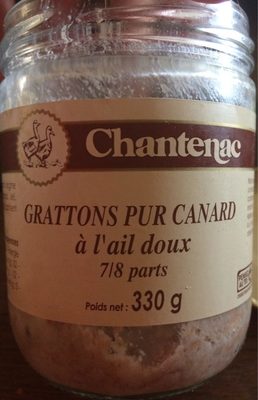 Chantenac
GRATTONS PUR CANARD
à l'ail doux
7/8 parts
Poids net : 330 g